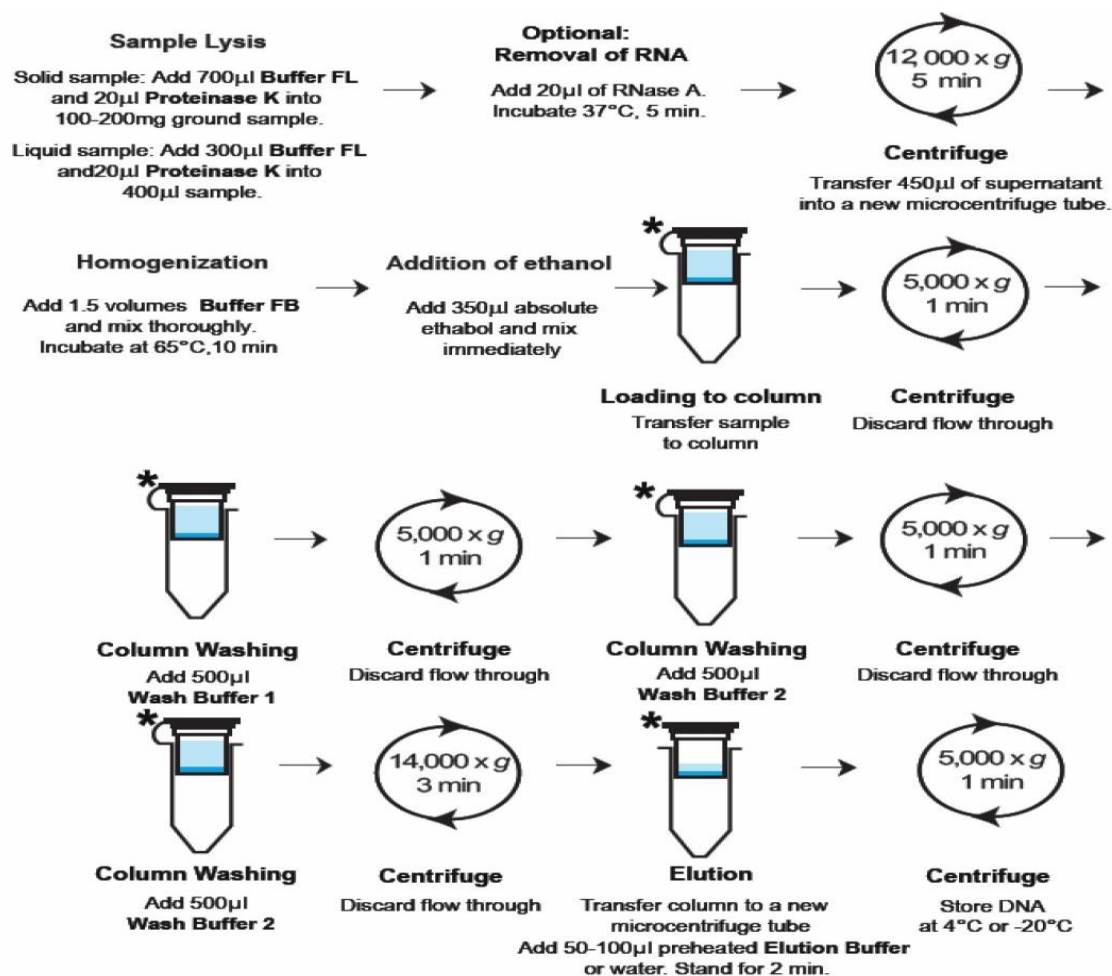 Sample Lysis
Solid sample: Add 700µl Buffer FL
and 20µl Proteinase K into
100-200mg ground sample.
Liquid sample: Add 300µl Buffer FL
and20µl Proteinase K into
400µl sample.
Optional:
Removal of RNA
Add 20µl of RNase A.
Incubate 37°C, 5 min.
12,000 x g
5 min
Centrifuge
Transfer 450µl of supernatant
into a new microcentrifuge tube.
Homogenization
Add 1.5 volumes Buffer FB
and mix thoroughly.
Incubate at 65°C,10 min
Addition of ethanol
Add 350µl absolute
ethabol and mix
immediately
*
Loading to column
Transfer sample
to column
5,000 x g
1 min
Centrifuge
Discard flow through
*
Column Washing
Add 500µl
Wash Buffer 1
5,000 x g
1 min
Centrifuge
Discard flow through
*
Column Washing
Add 500µl
Wash Buffer 2
5,000 x g
1 min
Centrifuge
Discard flow through
*
Column Washing
Add 500µl
Wash Buffer 2
14,000 x g
3 min
Centrifuge
Discard flow through
*
Elution
Transfer column to a new
microcentrifuge tube
Add 50-100µl preheated Elution Buffer
or water. Stand for 2 min.
5,000 x g
1 min
Centrifuge
Store DNA
at 4°C or -20°C